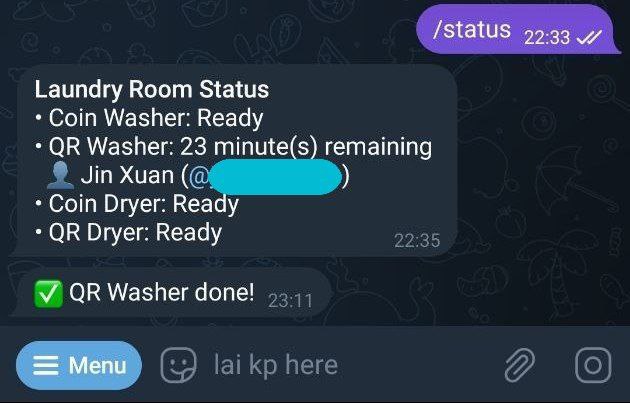 /status 22:33
Laundry Room Status
• Coin Washer: Ready
• QR Washer: 23 minute(s) remaining
👤 Jin Xuan (@)
• Coin Dryer: Ready
• QR Dryer: Ready
22:35
✅ QR Washer done! 23:11
Menu lai kp here